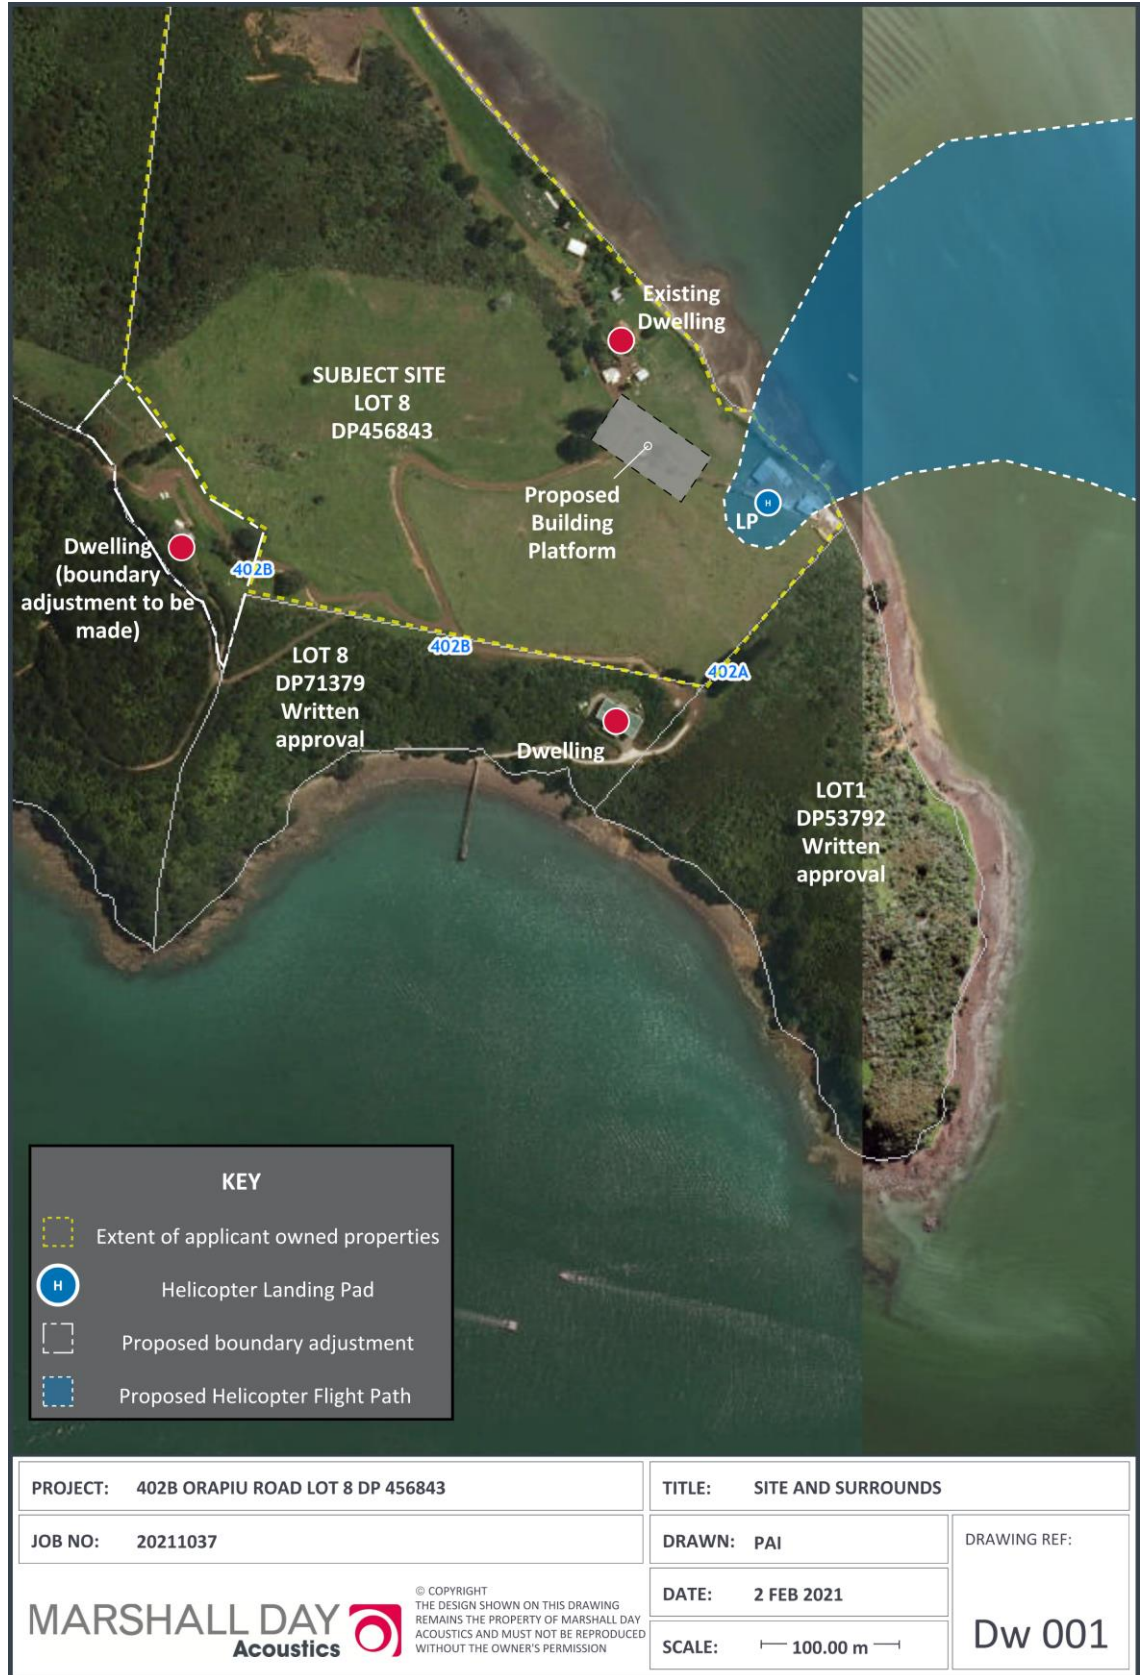 Existing
Dwelling
SUBJECT SITE
LOT 8
DP456843
Proposed
Building
Platform
H
LP
Dwelling
(boundary
adjustment to be
made)
402B
402B
402A
LOT 8
DP71379
Written
approval
Dwelling
LOT1
DP53792
Written
approval
KEY
Extent of applicant owned properties
H
Helicopter Landing Pad
Proposed boundary adjustment
Proposed Helicopter Flight Path
PROJECT: 402B ORAPIU ROAD LOT 8 DP 456843
JOB NO: 20211037
MARSHALL DAY
Acoustics
© COPYRIGHT
THE DESIGN SHOWN ON THIS DRAWING
REMAINS THE PROPERTY OF MARSHALL DAY
ACOUSTICS AND MUST NOT BE REPRODUCED
WITHOUT THE OWNER'S PERMISSION
TITLE: SITE AND SURROUNDS
DRAWN: PAI
DATE: 2 FEB 2021
SCALE: 100.00 m
DRAWING REF:
Dw 001